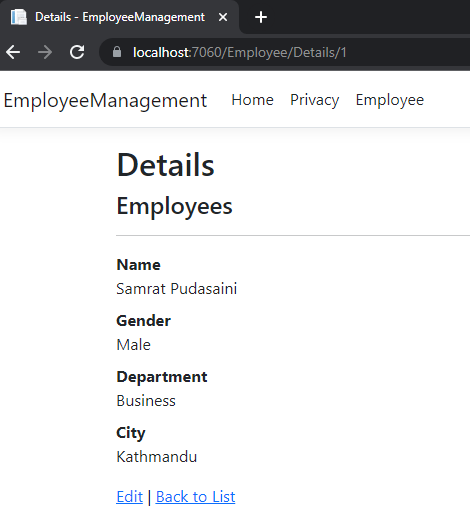 Details - EmployeeManagement
localhost:7060/Employee/Details/1
EmployeeManagement Home Privacy Employee
Details
Employees
Name
Samrat Pudasaini
Gender
Male
Department
Business
City
Kathmandu
Edit | Back to List